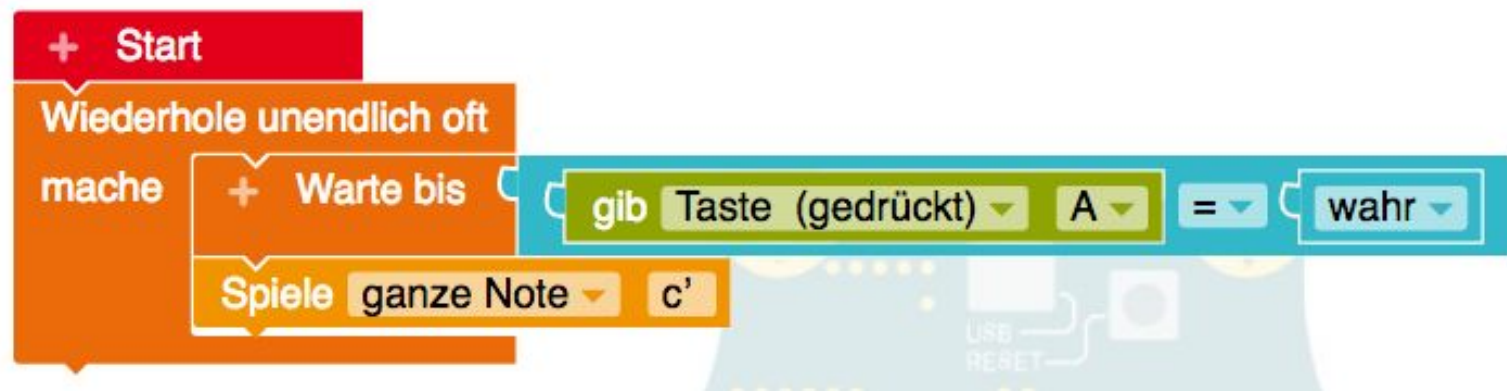 + Start
Wiederhole unendlich oft
mache + Warte bis gib Taste (gedrückt) A = wahr
Spiele ganze Note c’
USB
RESET